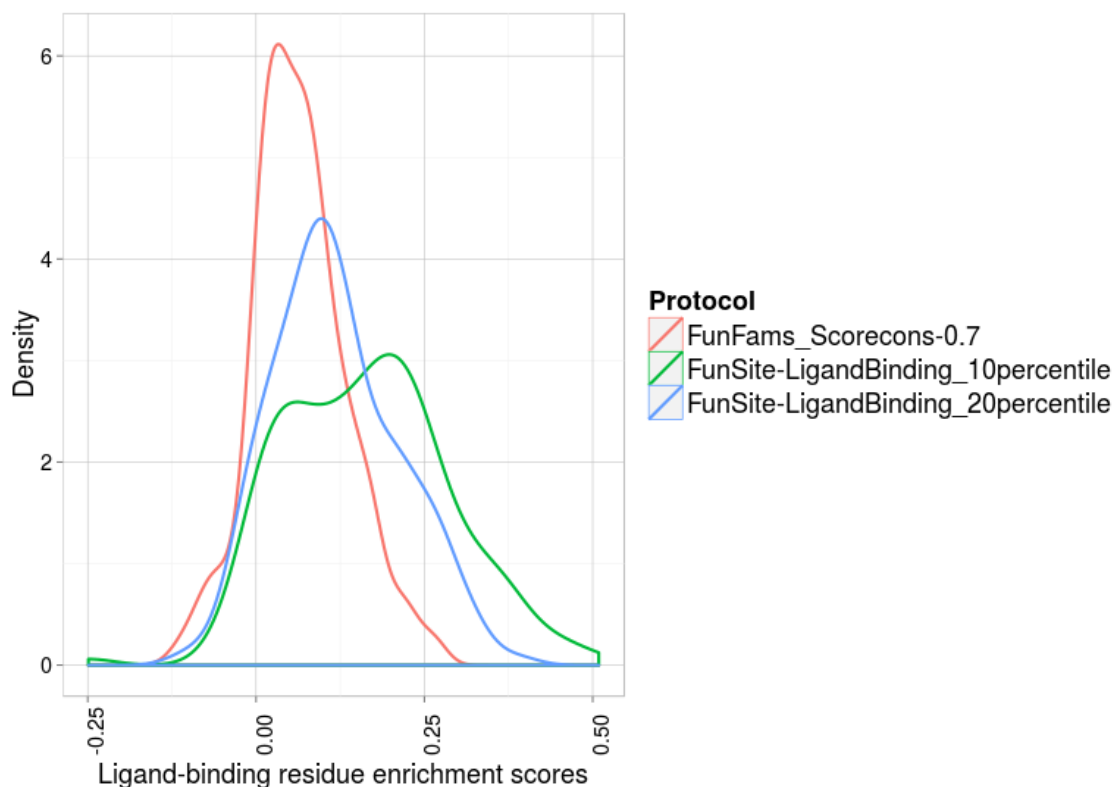 6
4
2
0
Density
-0.25
0.00
0.25
0.50
Ligand-binding residue enrichment scores
Protocol
FunFams_Scorecons-0.7
FunSite-LigandBinding_10percentile
FunSite-LigandBinding_20percentile